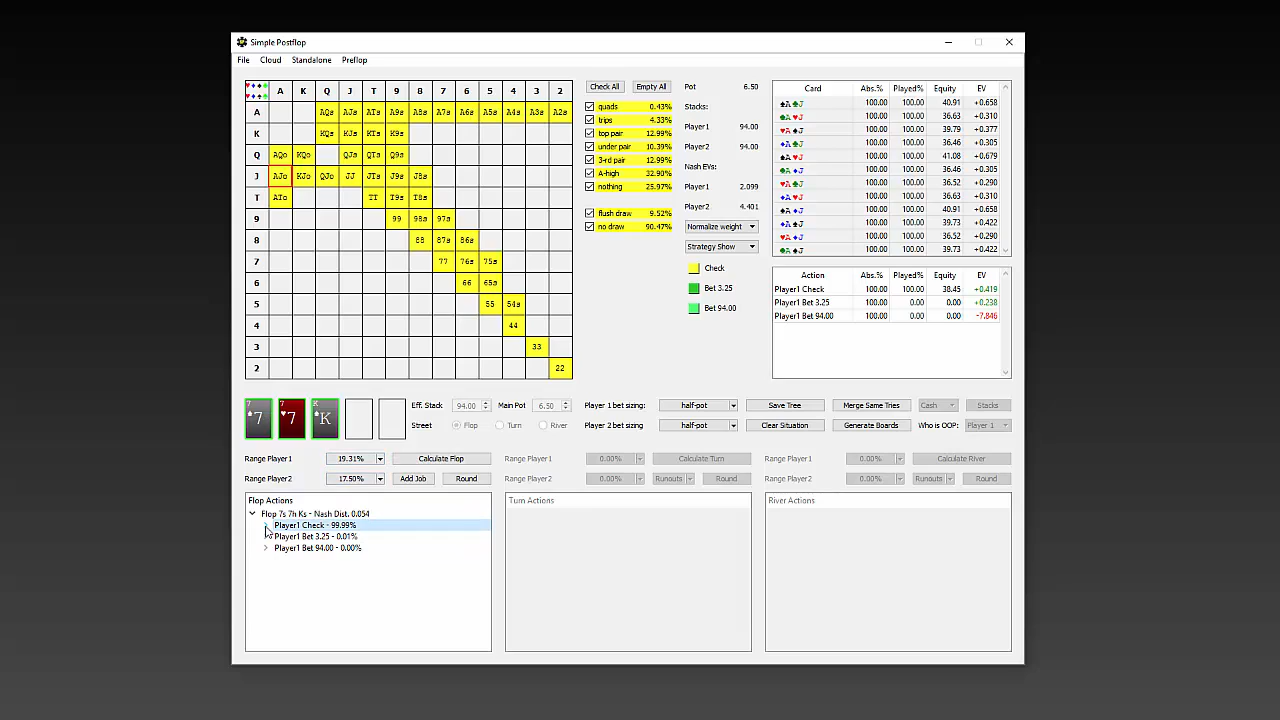 Simple Postflop
File Cloud Standalone Preflop
A K Q J T 9 8 7 6 5 4 3 2
A AQs AJs ATs A9s A8s A7s A6s A5s A4s A3s A2s
K KQs KJs KTs K9s
Q AQo KQo QJs QTs Q9s
J AJo KJo QJo JJ JTs J9s J8s
T ATo TT T9s T8s
9 99 98s 97s
8 88 87s 86s
7 77 76s 75s
6 66 65s
5 55 54s
4 44
3 33
2 22
Check All Empty All
quads 0.43%
trips 4.33%
top pair 12.99%
under pair 10.39%
3-rd pair 12.99%
A-high 32.90%
nothing 25.97%
flush draw 9.52%
no draw 90.47%
Pot 6.50
Stacks:
Player1 94.00
Player2 94.00
Nash EVs:
Player1 2.099
Player2 4.401
Normalize weight
Strategy Show
Check
Bet 3.25
Bet 94.00
Card Abs.% Played% Equity EV
♠A ♣J 100.00 100.00 40.91 +0.658
♣A ♥J 100.00 100.00 36.63 +0.310
♥A ♠J 100.00 100.00 39.79 +0.377
♦A ♣J 100.00 100.00 36.46 +0.305
♠A ♥J 100.00 100.00 41.08 +0.679
♣A ♦J 100.00 100.00 36.46 +0.305
♥A ♣J 100.00 100.00 36.52 +0.290
♦A ♥J 100.00 100.00 36.63 +0.310
♠A ♦J 100.00 100.00 40.91 +0.658
♦A ♠J 100.00 100.00 39.73 +0.422
♥A ♦J 100.00 100.00 36.52 +0.290
♣A ♠J 100.00 100.00 39.73 +0.422
Action Abs.% Played% Equity EV
Player1 Check 100.00 100.00 38.45 +0.419
Player1 Bet 3.25 100.00 0.00 0.00 +0.238
Player1 Bet 94.00 100.00 0.00 0.00 -7.846
7 ♠7 7 ♥7 K ♠K
Eff. Stack 94.00 Main Pot 6.50
Street Flop Turn River
Player 1 bet sizing: half-pot Save Tree Merge Same Tries Cash Stacks
Player 2 bet sizing half-pot Clear Situation Generate Boards Who is OOP: Player 1
Range Player1 19.31% Calculate Flop
Range Player2 17.50% Add Job Round
Range Player1 0.00% Calculate Turn
Range Player2 0.00% Runouts Round
Range Player1 0.00% Calculate River
Range Player2 0.00% Runouts Round
Flop Actions
Flop 7s 7h Ks - Nash Dist. 0.054
Player1 Check - 99.99%
Player1 Bet 3.25 - 0.01%
Player1 Bet 94.00 - 0.00%
Turn Actions
River Actions